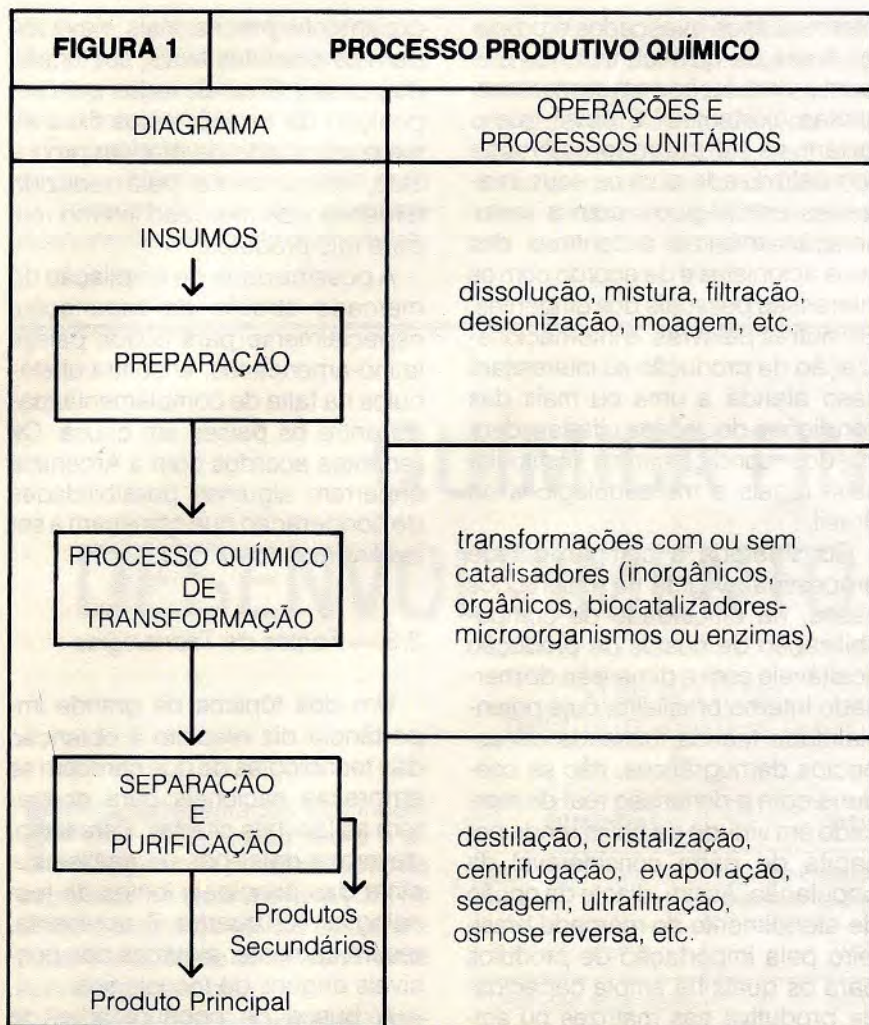 FIGURA 1
PROCESSO PRODUTIVO QUÍMICO
DIAGRAMA
OPERAÇÕES E
PROCESSOS UNITÁRIOS
INSUMOS
PREPARAÇÃO
dissolução, mistura, filtração,
desionização, moagem, etc.
PROCESSO QUÍMICO
DE
TRANSFORMAÇÃO
transformações com ou sem
catalisadores (inorgânicos,
orgânicos, biocatalizadores-
microorganismos ou enzimas)
SEPARAÇÃO
E
PURIFICAÇÃO
destilação, cristalização,
centrifugação, evaporação,
secagem, ultrafiltração,
osmose reversa, etc.
Produtos
Secundários
Produto Principal